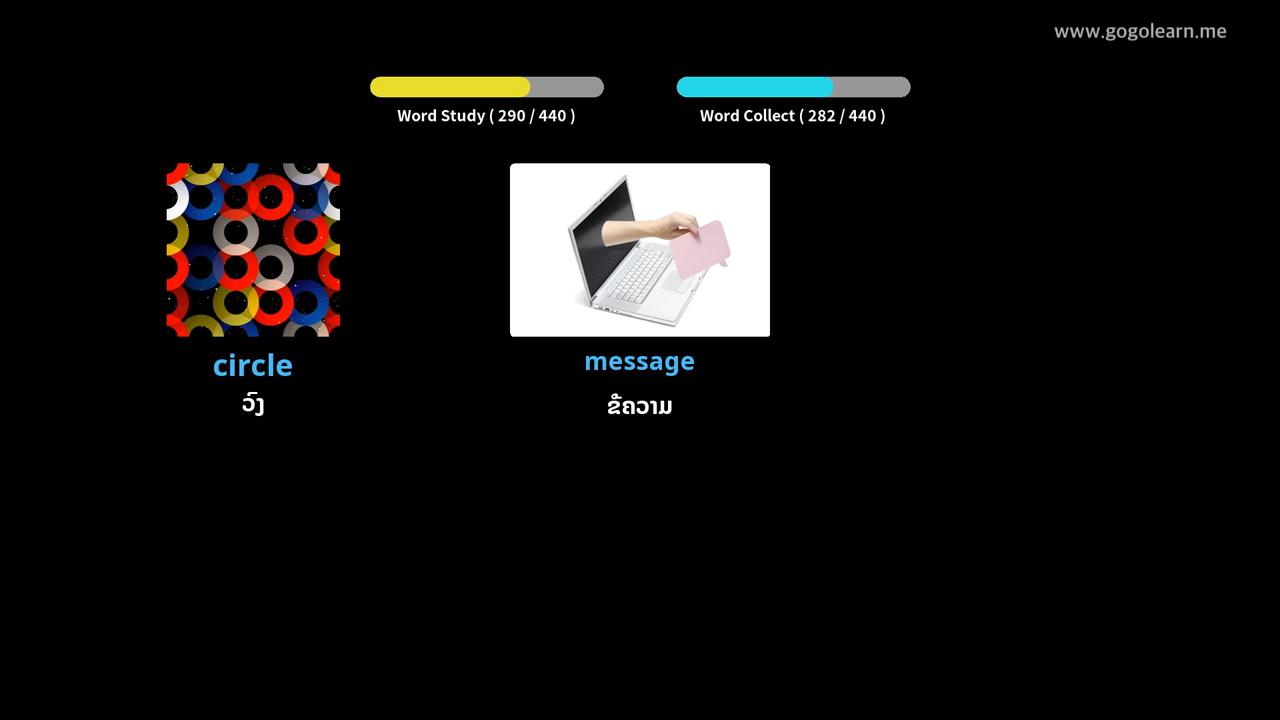 www.gogolearn.me
Word Study ( 290 / 440 )
Word Collect ( 282 / 440 )
circle
ວົງ
message
ຂໍ້ຄວາມ